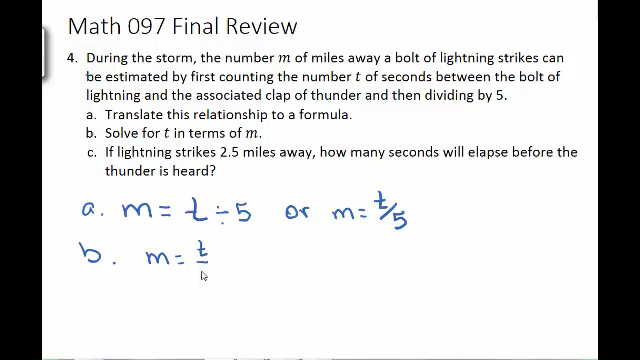 Math 097 Final Review
4. During the storm, the number m of miles away a bolt of lightning strikes can
be estimated by first counting the number t of seconds between the bolt of
lightning and the associated clap of thunder and then dividing by 5.
a. Translate this relationship to a formula.
b. Solve for t in terms of m.
c. If lightning strikes 2.5 miles away, how many seconds will elapse before the
thunder is heard?
a. m = t ÷ 5 or m = t/5
b. m = t